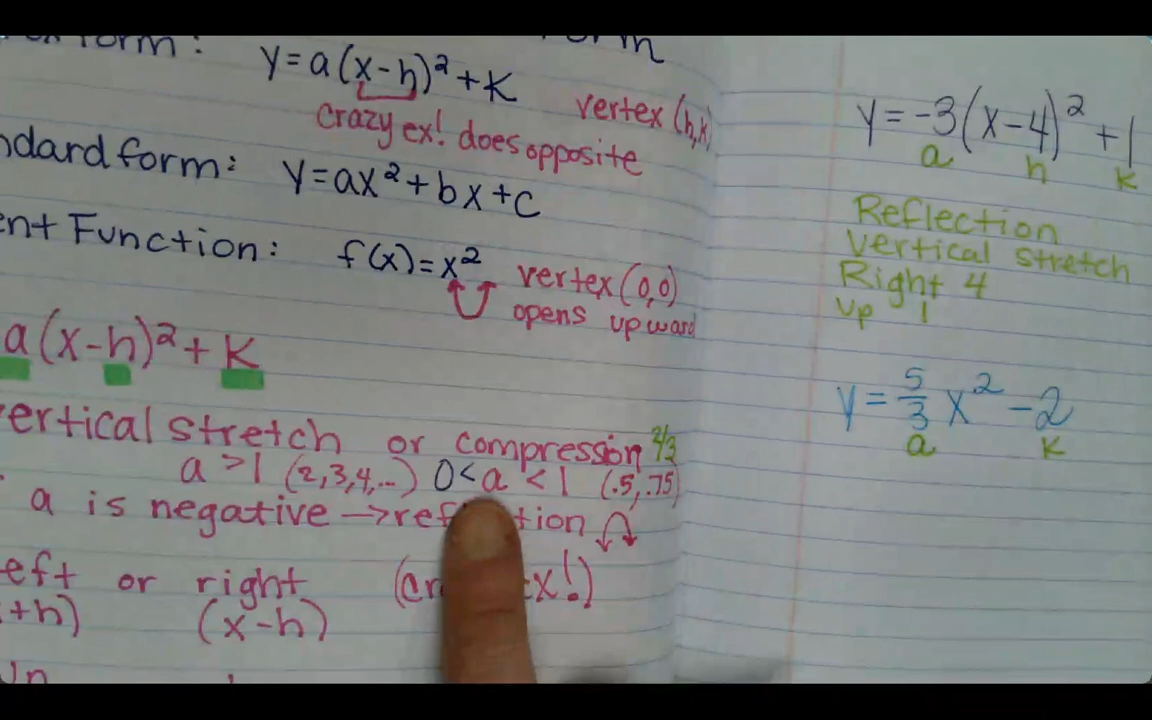 form:
y=a(x-h)²+k
vertex (h,k)
crazy ex! does opposite
ndard form: y=ax²+bx+c
ent Function: f(x)=x²
vertex (0,0)
opens upward
a(x-h)²+k
ertical stretch or compression 2/3
a>1 (2,3,4,...) 0<a<1 (.5,.75)
a is negative →ref tion
eft or right x!)
+h) (x-h)
y=-3(x-4)²+1
a h k
Reflection
vertical stretch
Right 4
up 1
y=5/3x²-2
a k